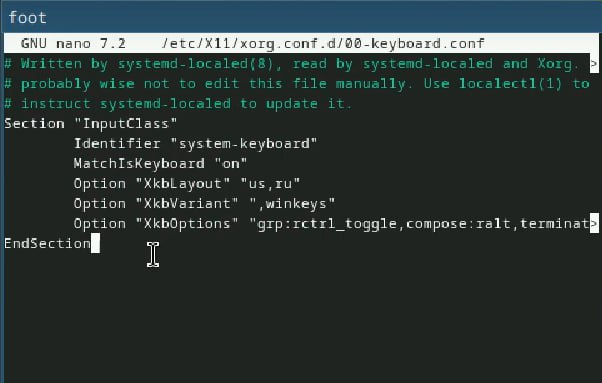 foot
GNU nano 7.2 /etc/X11/xorg.conf.d/00-keyboard.conf
# Written by systemd-localed(8), read by systemd-localed and Xorg. >
# probably wise not to edit this file manually. Use localectl(1) to
# instruct systemd-localed to update it.
Section "InputClass"
Identifier "system-keyboard"
MatchIsKeyboard "on"
Option "XkbLayout" "us,ru"
Option "XkbVariant" ",winkeys"
Option "XkbOptions" "grp:rctrl_toggle,compose:ralt,terminat>
EndSection